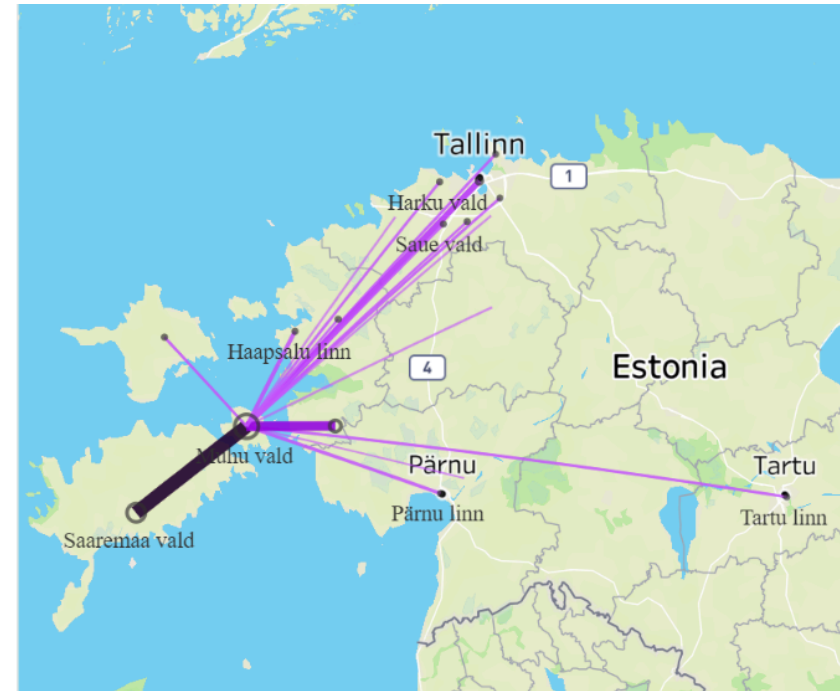 Tallinn
1
Harku vald
Saue vald
Haapsalu linn
4
Estonia
Muhu vald
Pärnu
Tartu
Pärnu linn
Tartu linn
Saaremaa vald